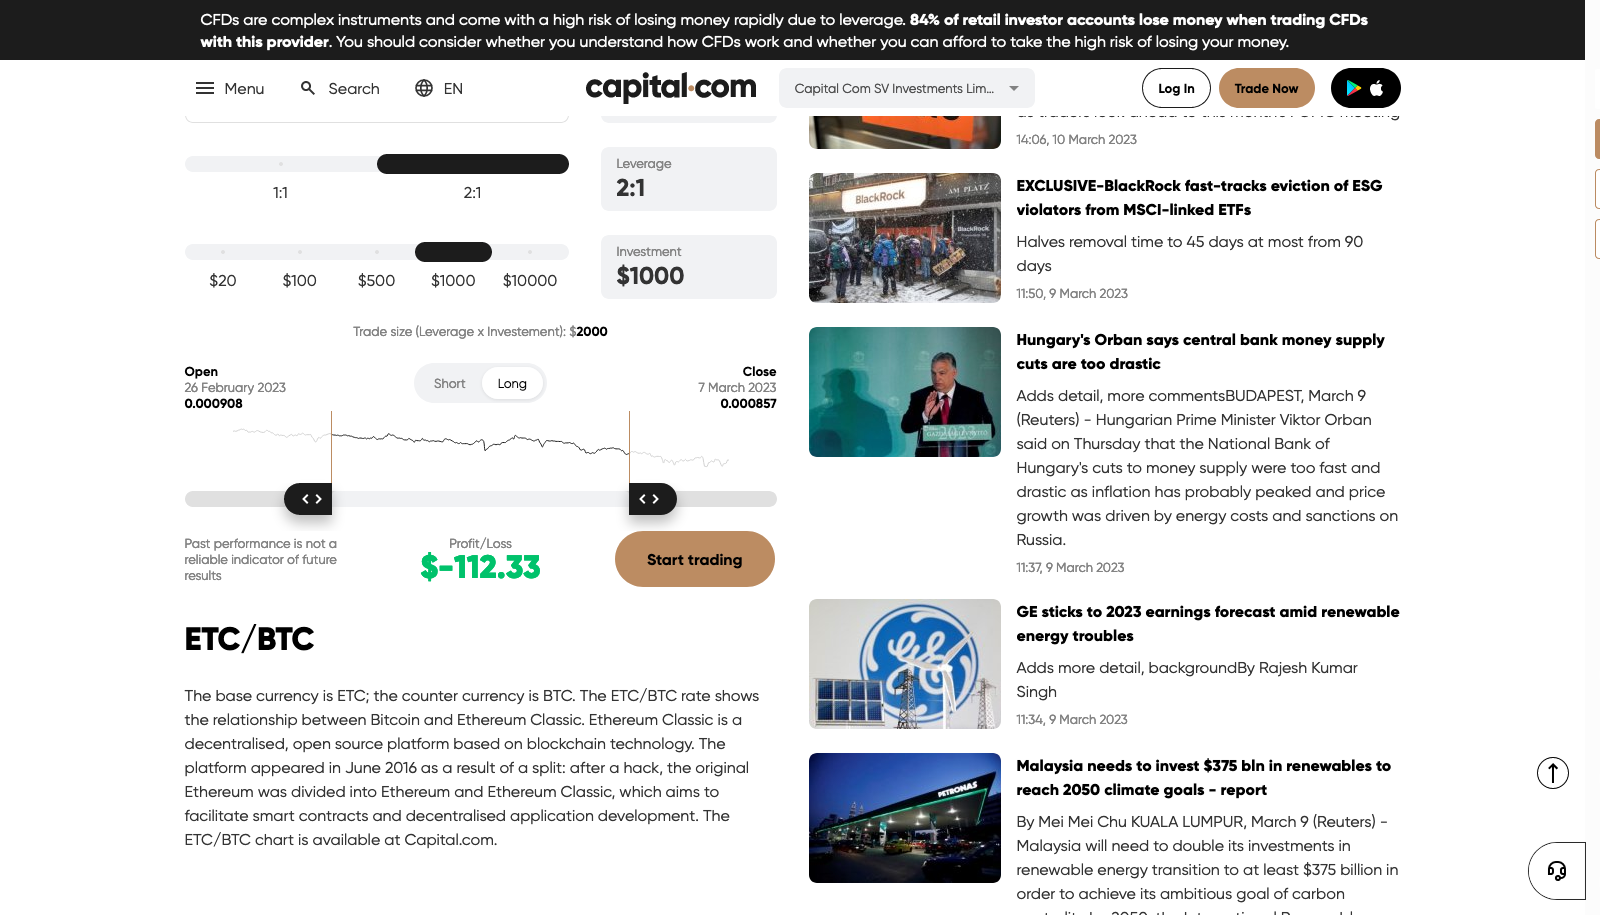 CFDs are complex instruments and come with a high risk of losing money rapidly due to leverage. 84% of retail investor accounts lose money when trading CFDs
with this provider. You should consider whether you understand how CFDs work and whether you can afford to take the high risk of losing your money.
Menu
Search
EN
capital.com
Capital Com SV Investments Lim...
Log In
Trade Now
1:1
2:1
Leverage
2:1
$20
$100
$500
$1000
$10000
Investment
$1000
Trade size (Leverage x Investement): $2000
Open
26 February 2023
0.000908
Short
Long
Close
7 March 2023
0.000857
Past performance is not a
reliable indicator of future
results
Profit/Loss
$-112.33
Start trading
ETC/BTC
The base currency is ETC; the counter currency is BTC. The ETC/BTC rate shows
the relationship between Bitcoin and Ethereum Classic. Ethereum Classic is a
decentralised, open source platform based on blockchain technology. The
platform appeared in June 2016 as a result of a split: after a hack, the original
Ethereum was divided into Ethereum and Ethereum Classic, which aims to
facilitate smart contracts and decentralised application development. The
ETC/BTC chart is available at Capital.com.
14:06, 10 March 2023
BlackRock
AM PLATZ
BlackRock
EXCLUSIVE-BlackRock fast-tracks eviction of ESG
violators from MSCI-linked ETFs
Halves removal time to 45 days at most from 90
days
11:50, 9 March 2023
Hungary's Orban says central bank money supply
cuts are too drastic
Adds detail, more commentsBUDAPEST, March 9
(Reuters) - Hungarian Prime Minister Viktor Orban
said on Thursday that the National Bank of
Hungary's cuts to money supply were too fast and
drastic as inflation has probably peaked and price
growth was driven by energy costs and sanctions on
Russia.
11:37, 9 March 2023
GE sticks to 2023 earnings forecast amid renewable
energy troubles
Adds more detail, backgroundBy Rajesh Kumar
Singh
11:34, 9 March 2023
PETRONAS
Malaysia needs to invest $375 bln in renewables to
reach 2050 climate goals - report
By Mei Mei Chu KUALA LUMPUR, March 9 (Reuters) -
Malaysia will need to double its investments in
renewable energy transition to at least $375 billion in
order to achieve its ambitious goal of carbon